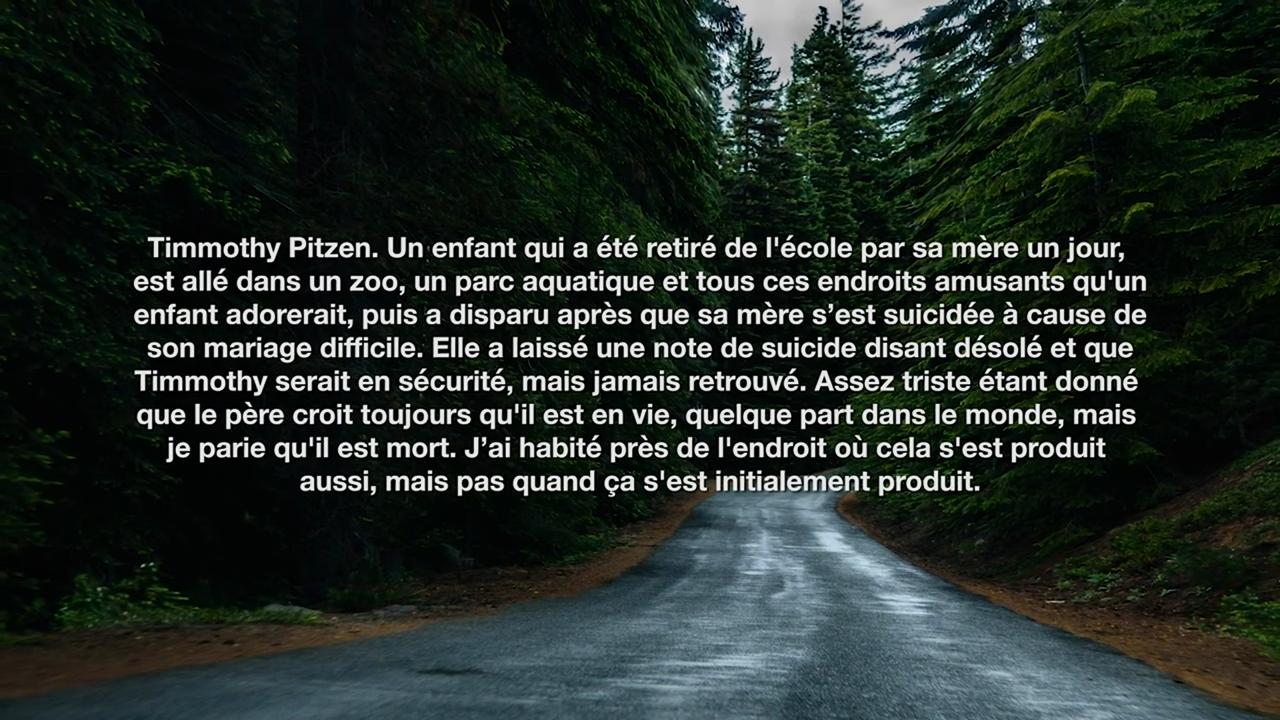 Timmothy Pitzen. Un enfant qui a été retiré de l'école par sa mère un jour,
est allé dans un zoo, un parc aquatique et tous ces endroits amusants qu'un
enfant adorerait, puis a disparu après que sa mère s’est suicidée à cause de
son mariage difficile. Elle a laissé une note de suicide disant désolé et que
Timmothy serait en sécurité, mais jamais retrouvé. Assez triste étant donné
que le père croit toujours qu'il est en vie, quelque part dans le monde, mais
je parie qu'il est mort. J’ai habité près de l'endroit où cela s'est produit
aussi, mais pas quand ça s'est initialement produit.